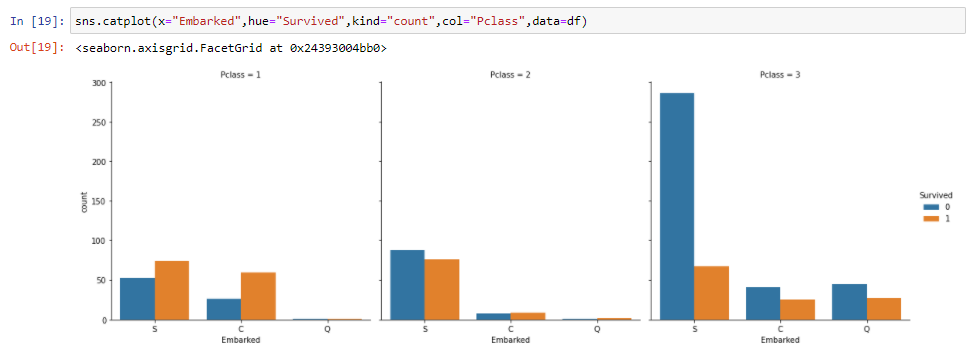 In [19]: sns.catplot(x="Embarked",hue="Survived",kind="count",col="Pclass",data=df)
Out[19]: <seaborn.axisgrid.FacetGrid at 0x24393004bb0>
Pclass = 1
Pclass = 2
Pclass = 3
300
250
200
150
100
50
0
count
S C Q
Embarked
S C Q
Embarked
S C Q
Embarked
Survived
0
1